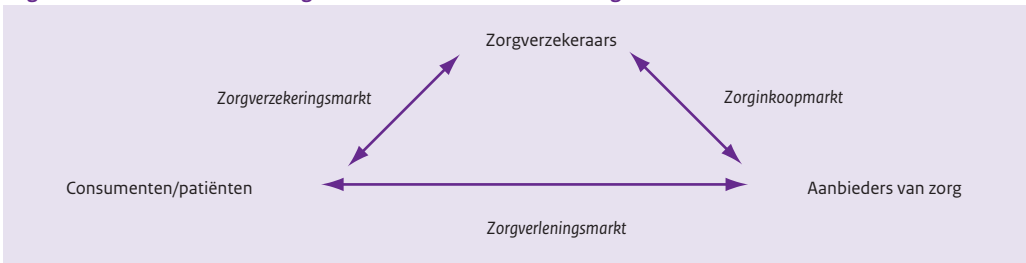 Zorgverzekeraars
Zorgverzekeringsmarkt
Zorginkoopmarkt
Consumenten/patiënten
Aanbieders van zorg
Zorgverleningsmarkt